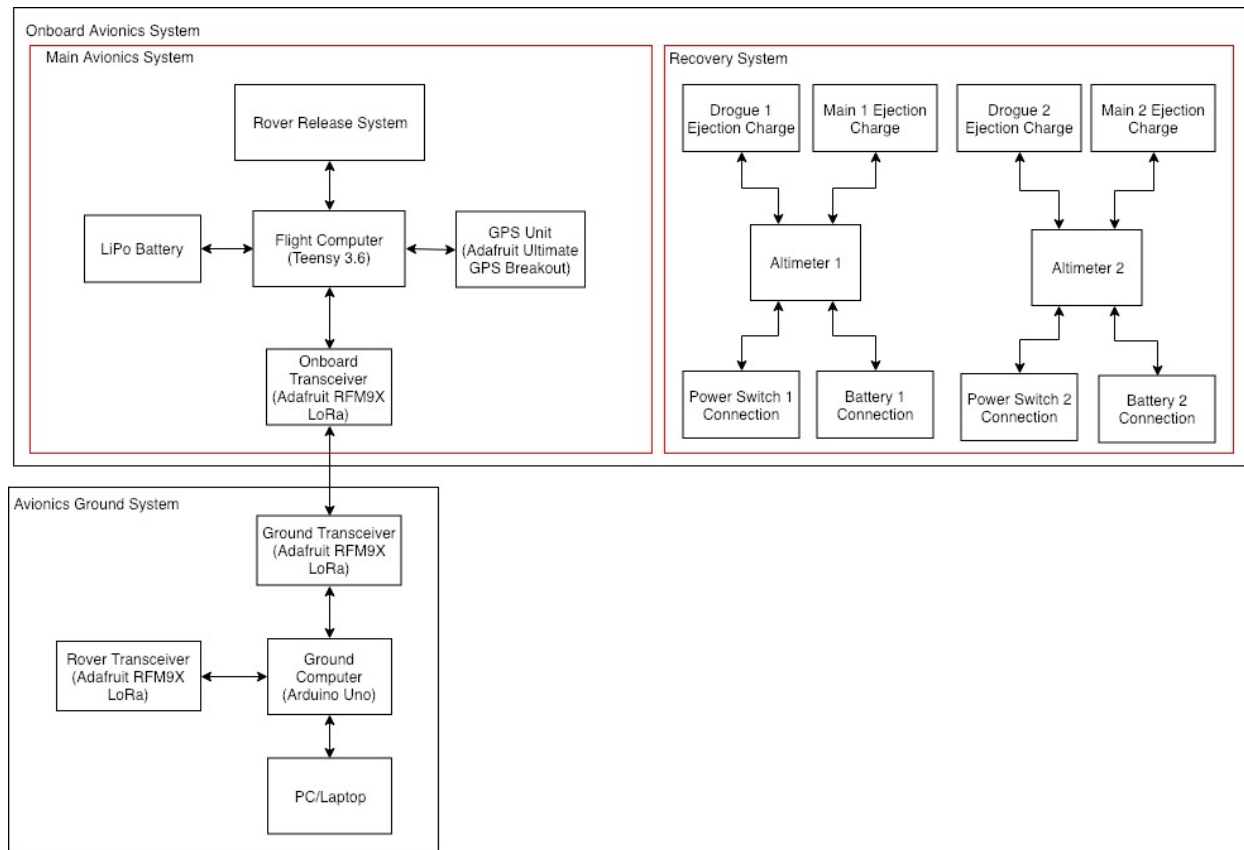 Onboard Avionics System
Main Avionics System
Rover Release System
LiPo Battery
Flight Computer
(Teensy 3.6)
GPS Unit
(Adafruit Ultimate
GPS Breakout)
Onboard
Transceiver
(Adafruit RFM9X
LoRa)
Recovery System
Drogue 1
Ejection Charge
Main 1 Ejection
Charge
Drogue 2
Ejection Charge
Main 2 Ejection
Charge
Altimeter 1
Altimeter 2
Power Switch 1
Connection
Battery 1
Connection
Power Switch 2
Connection
Battery 2
Connection
Avionics Ground System
Ground Transceiver
(Adafruit RFM9X
LoRa)
Rover Transceiver
(Adafruit RFM9X
LoRa)
Ground
Computer
(Arduino Uno)
PC/Laptop